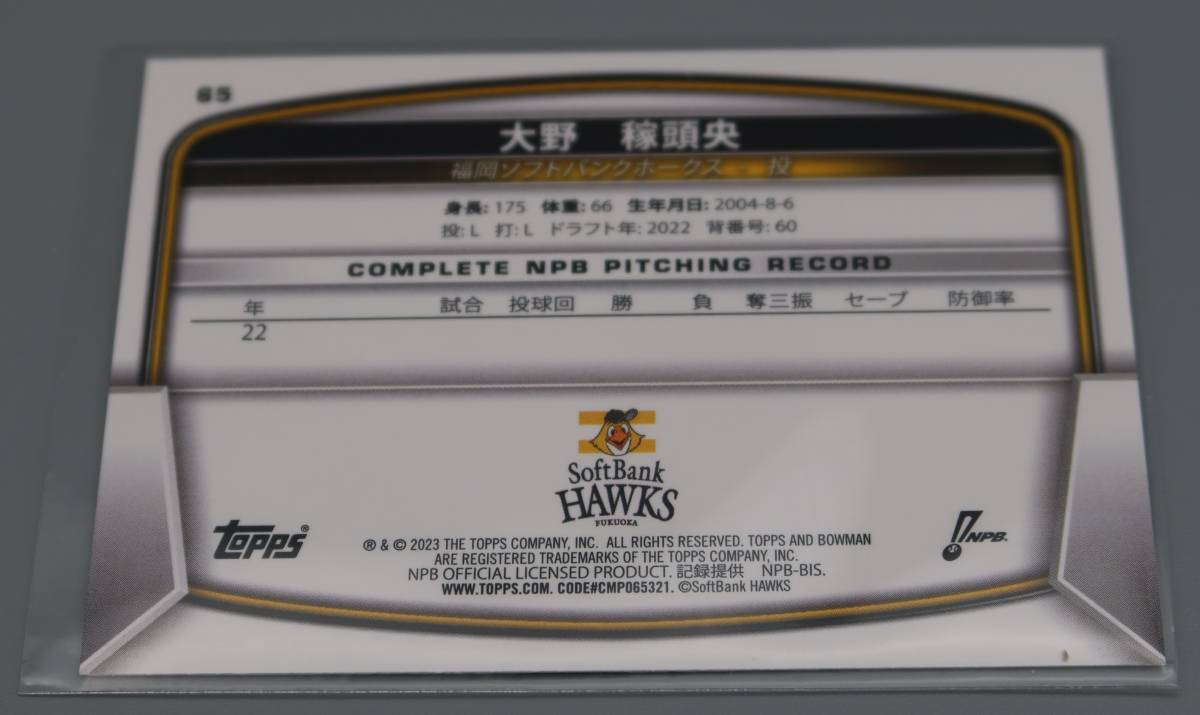 65
大野 稼頭央
福岡ソフトバンクホークス - 投
身長: 175 体重: 66 生年月日: 2004-8-6
投: L 打: L ドラフト年: 2022 背番号: 60
COMPLETE NPB PITCHING RECORD
年 試合 投球回 勝 負 奪三振 セーブ 防御率
22
SoftBank
HAWKS
FUKUOKA
topps®
NPB.
® & © 2023 THE TOPPS COMPANY, INC. ALL RIGHTS RESERVED. TOPPS AND BOWMAN
ARE REGISTERED TRADEMARKS OF THE TOPPS COMPANY, INC.
NPB OFFICIAL LICENSED PRODUCT. 記録提供 NPB-BIS.
WWW.TOPPS.COM. CODE#CMP065321. ©SoftBank HAWKS